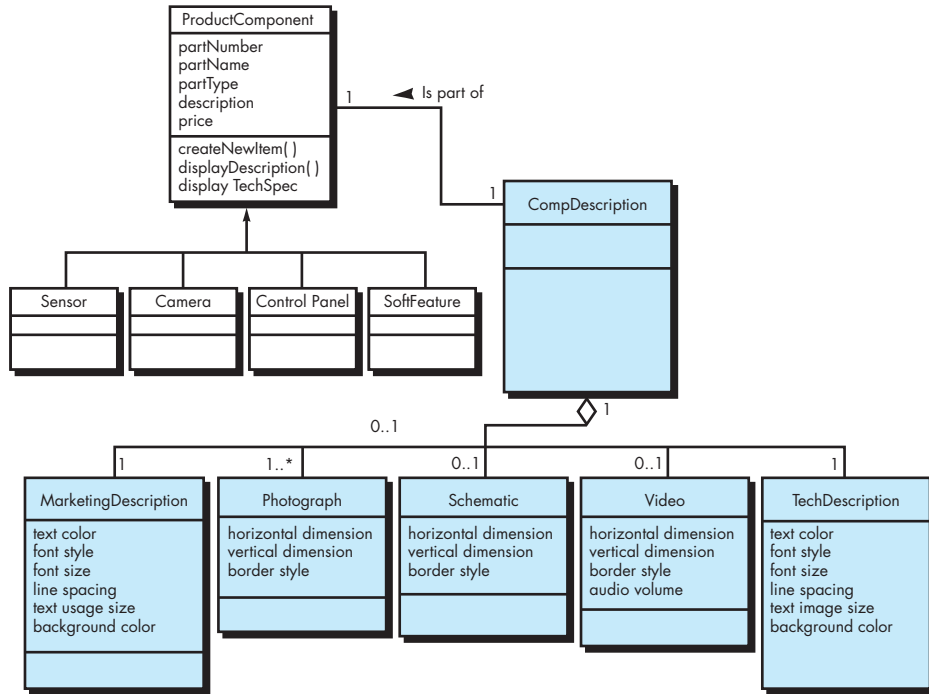 ProductComponent
partNumber
partName
partType
description
price
createNewItem( )
displayDescription( )
display TechSpec
1
Is part of
1
CompDescription
Sensor
Camera
Control Panel
SoftFeature
1
0..1
1
1..*
0..1
0..1
1
MarketingDescription
text color
font style
font size
line spacing
text usage size
background color
Photograph
horizontal dimension
vertical dimension
border style
Schematic
horizontal dimension
vertical dimension
border style
Video
horizontal dimension
vertical dimension
border style
audio volume
TechDescription
text color
font style
font size
line spacing
text image size
background color